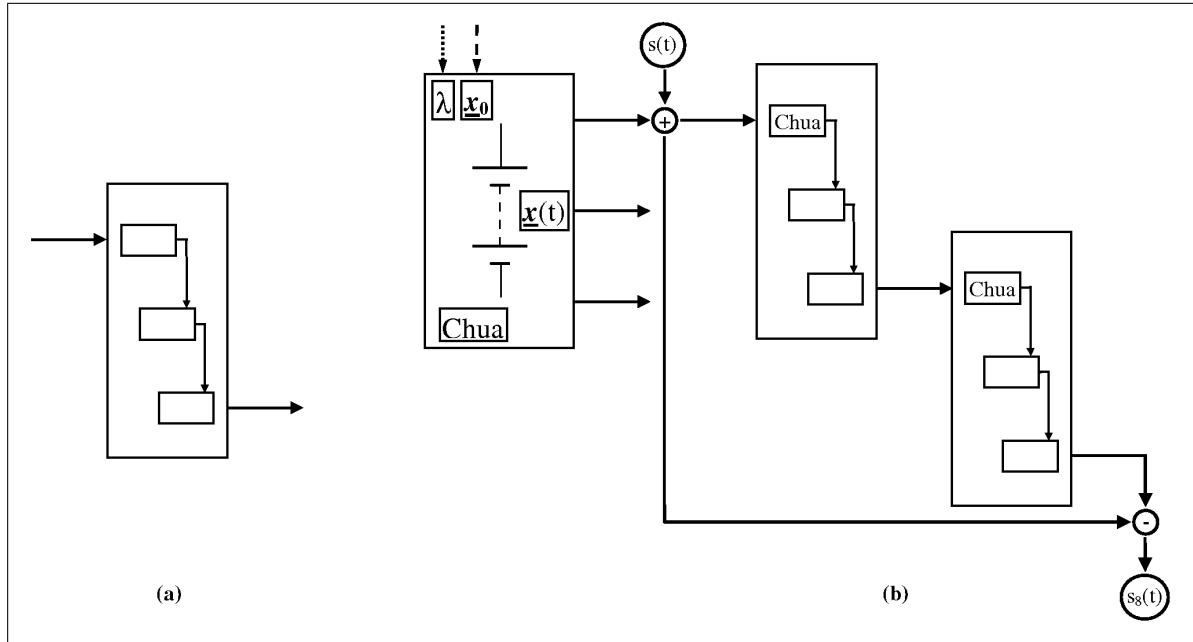 s(t)
λ
x₀
+
Chua
x(t)
Chua
Chua
-
(a)
(b)
s₈(t)